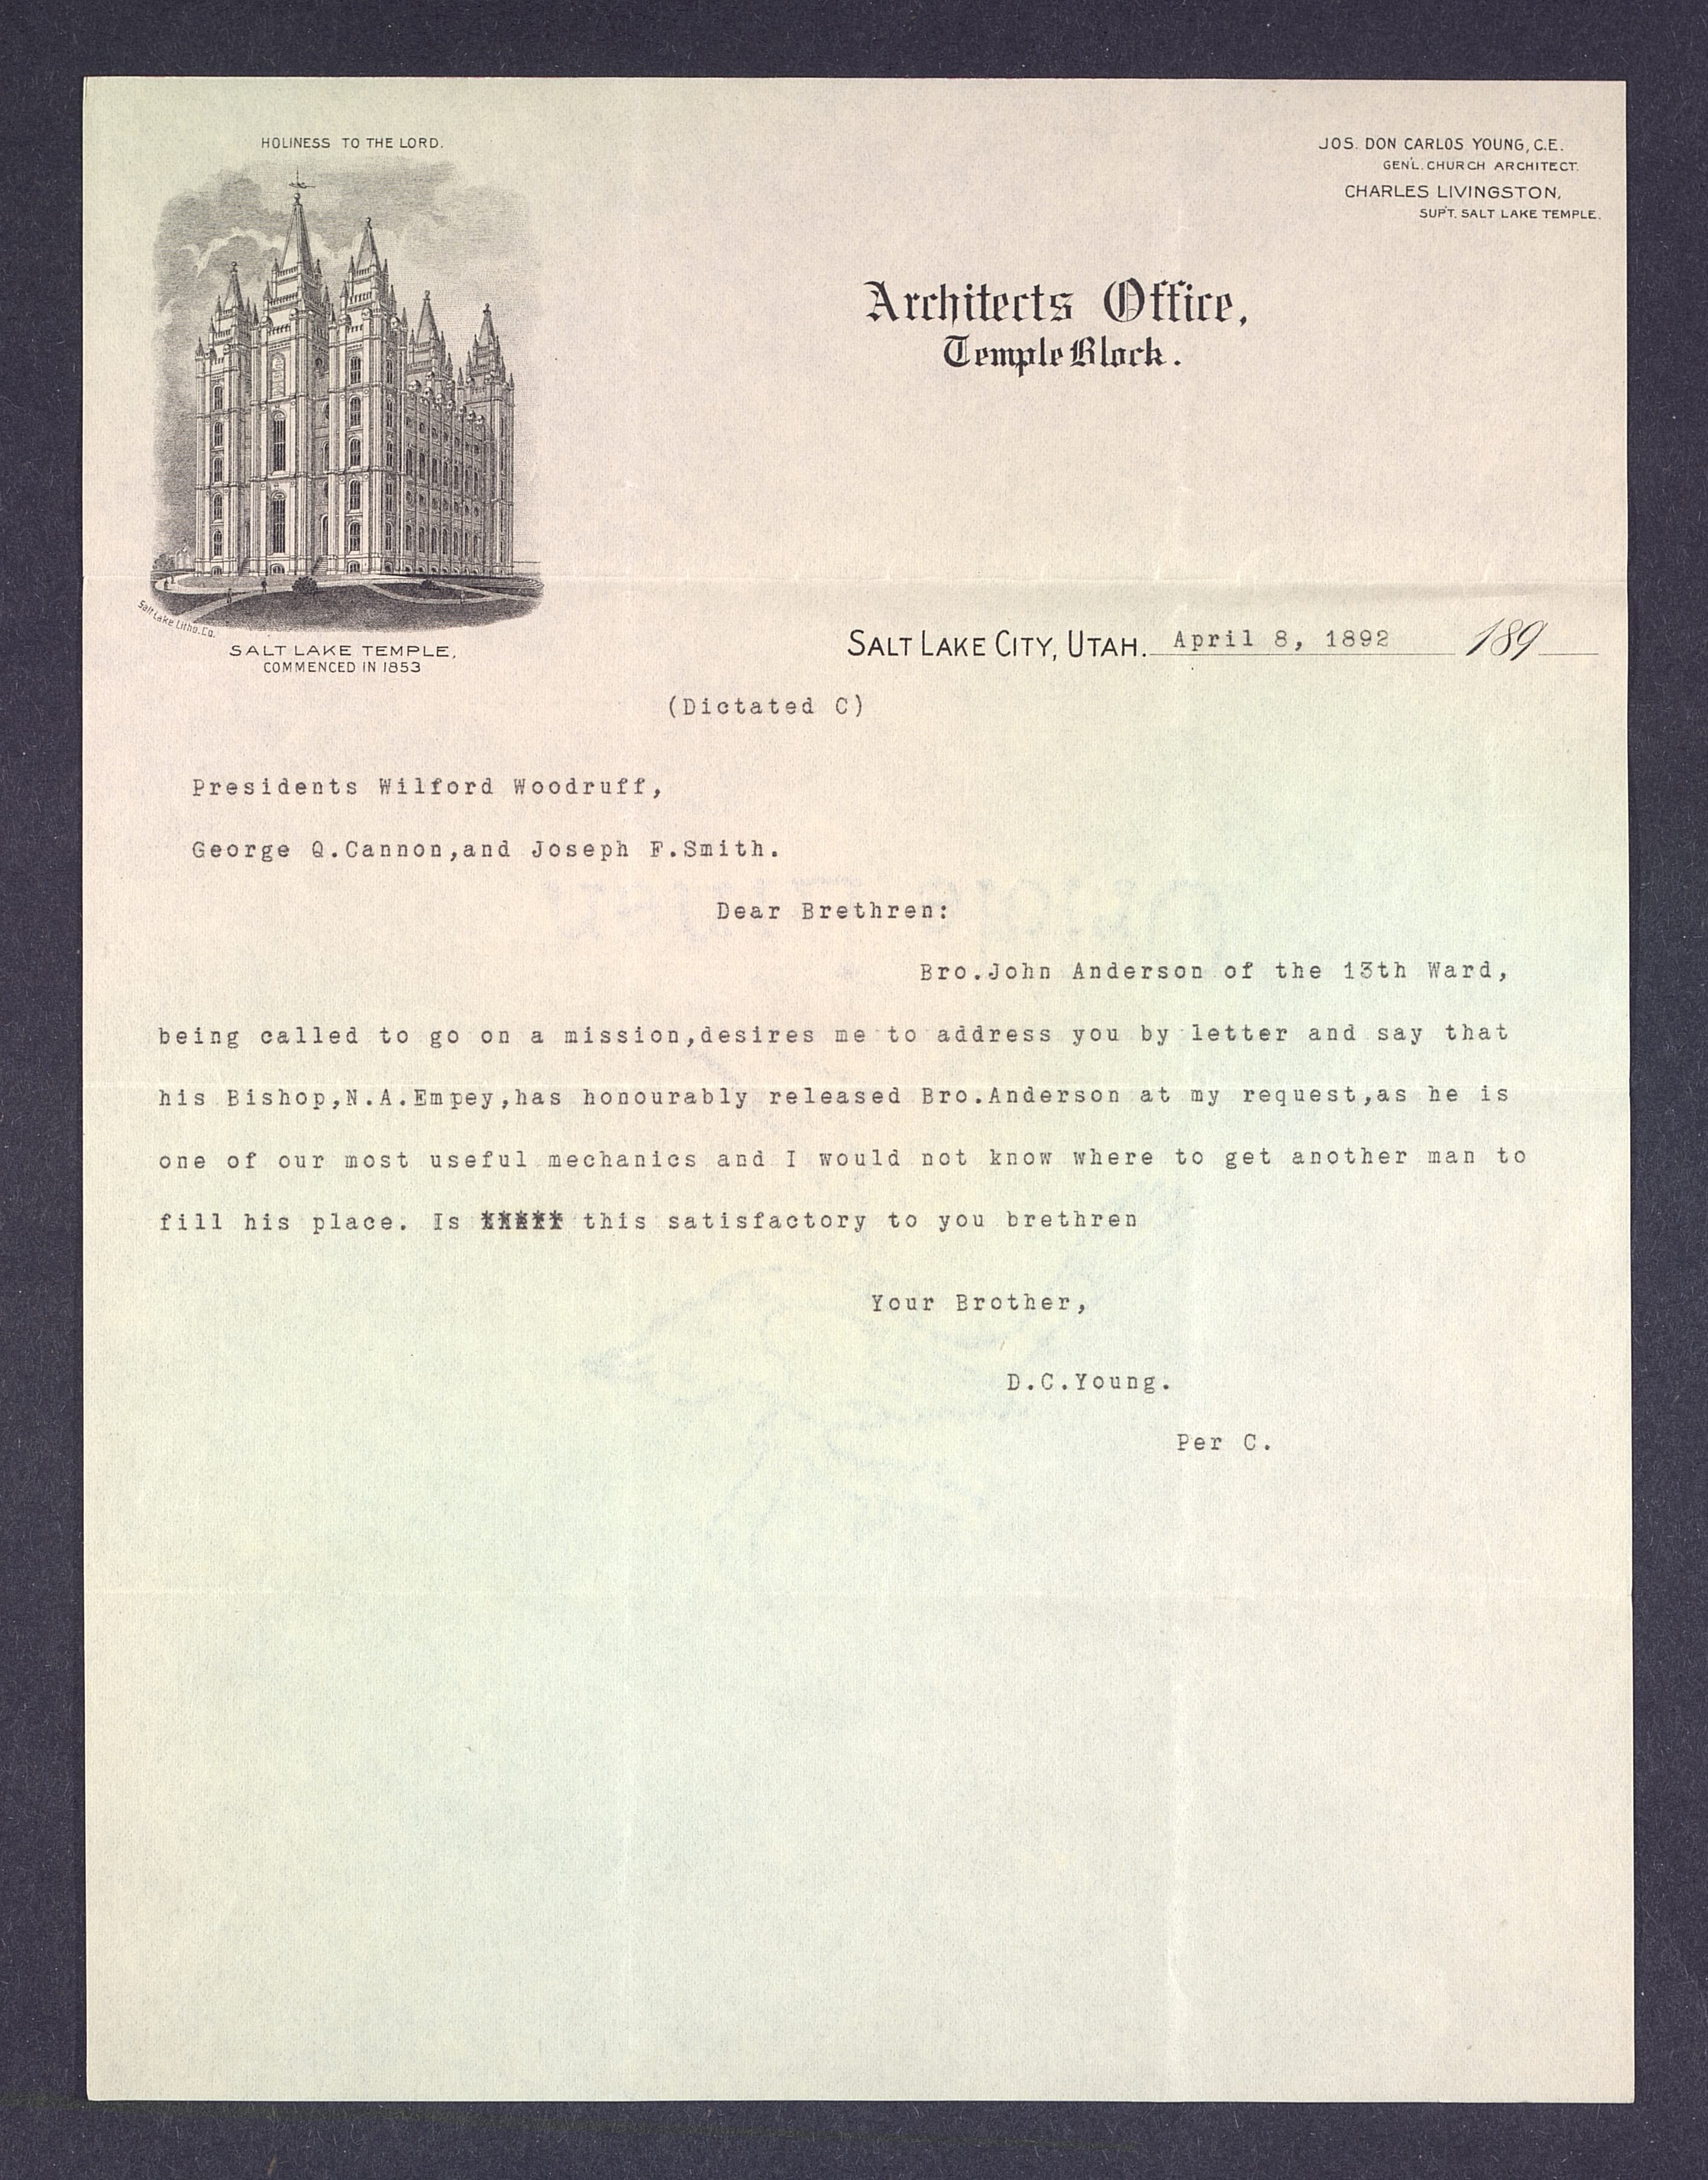 HOLINESS TO THE LORD.
JOS. DON CARLOS YOUNG, C.E.
GEN'L. CHURCH ARCHITECT.
CHARLES LIVINGSTON,
SUP'T. SALT LAKE TEMPLE.
Architects Office,
Temple Block.
Salt Lake Litho. Co.
SALT LAKE TEMPLE,
COMMENCED IN 1853
SALT LAKE CITY, UTAH. April 8, 1892 189
(Dictated C)
Presidents Wilford Woodruff,
George Q.Cannon,and Joseph F.Smith.
Dear Brethren:
Bro.John Anderson of the 13th Ward,
being called to go on a mission,desires me to address you by letter and say that
his Bishop,N.A.Empey,has honourably released Bro.Anderson at my request,as he is
one of our most useful mechanics and I would not know where to get another man to
fill his place. Is this satisfactory to you brethren
Your Brother,
D.C.Young.
Per C.